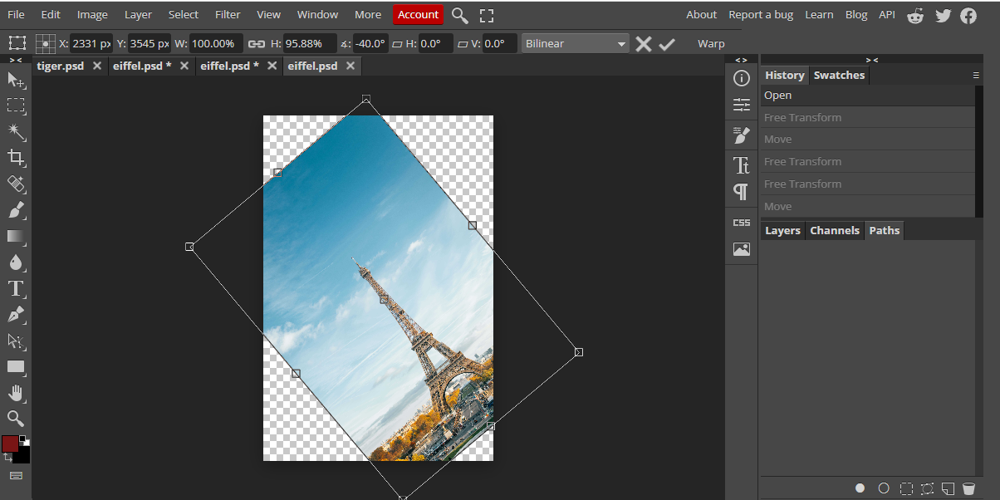 File Edit Image Layer Select Filter View Window More Account About Report a bug Learn Blog API
X: 2331 px Y: 3545 px W: 100.00% H: 95.88% -40.0° H: 0.0° V: 0.0° Bilinear Warp
> < tiger.psd eiffel.psd * eiffel.psd * eiffel.psd < > > <
History Swatches
Open
Free Transform
Move
Free Transform
Free Transform
Move
CSS
Layers Channels Paths